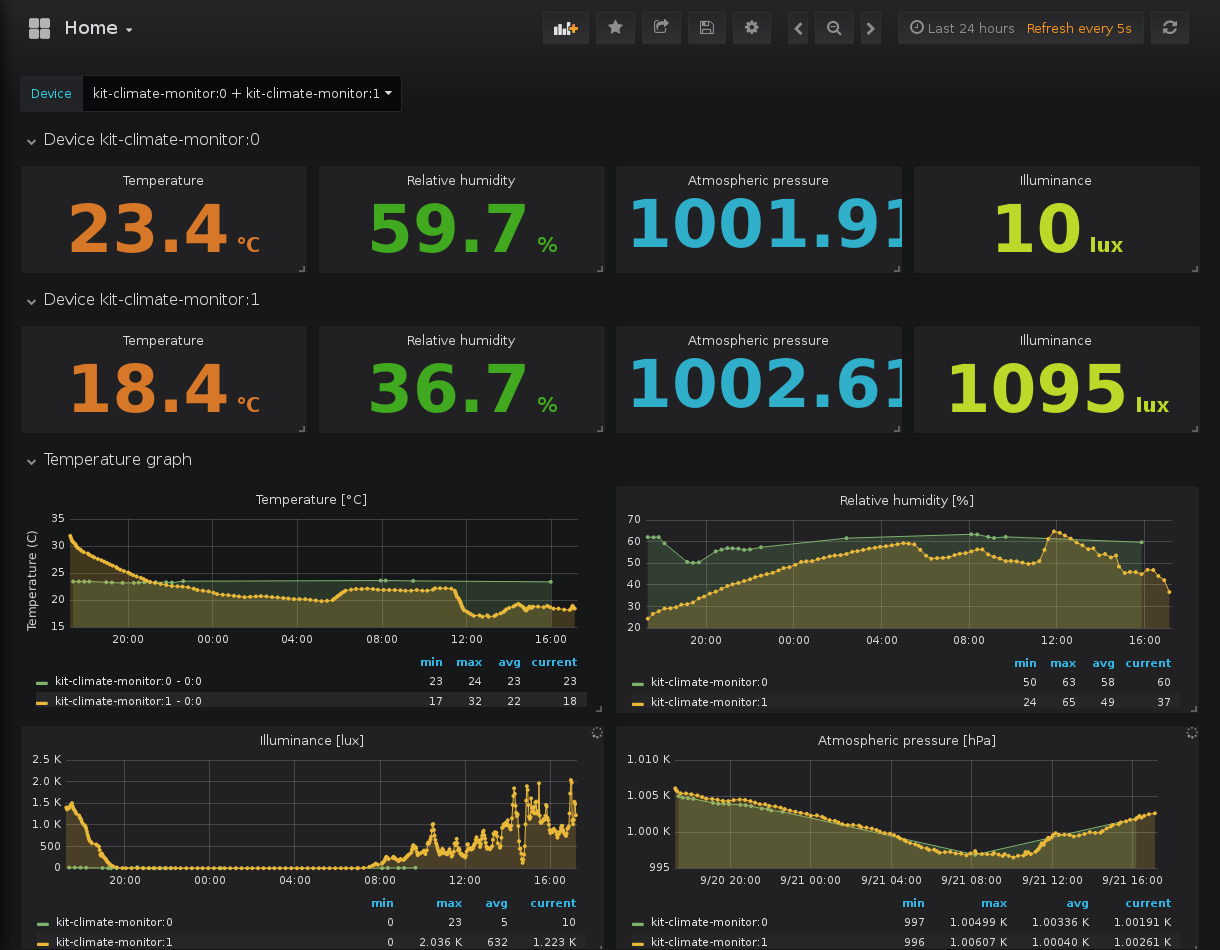 Home
Last 24 hours Refresh every 5s
Device kit-climate-monitor:0 + kit-climate-monitor:1
Device kit-climate-monitor:0
Temperature Relative humidity Atmospheric pressure Illuminance
23.4 °C 59.7 % 1001.91 10 lux
Device kit-climate-monitor:1
Temperature Relative humidity Atmospheric pressure Illuminance
18.4 °C 36.7 % 1002.61 1095 lux
Temperature graph
Temperature [°C]
Temperature (C)
35
30
25
20
15
20:00 00:00 04:00 08:00 12:00 16:00
min max avg current
kit-climate-monitor:0 - 0:0 23 24 23 23
kit-climate-monitor:1 - 0:0 17 32 22 18
Relative humidity [%]
70
60
50
40
30
20
20:00 00:00 04:00 08:00 12:00 16:00
min max avg current
kit-climate-monitor:0 50 63 58 60
kit-climate-monitor:1 24 65 49 37
Illuminance [lux]
2.5 K
2.0 K
1.5 K
1.0 K
500
0
20:00 00:00 04:00 08:00 12:00 16:00
min max avg current
kit-climate-monitor:0 0 23 5 10
kit-climate-monitor:1 0 2.036 K 632 1.223 K
Atmospheric pressure [hPa]
1.010 K
1.005 K
1.000 K
995
9/20 20:00 9/21 00:00 9/21 04:00 9/21 08:00 9/21 12:00 9/21 16:00
min max avg current
kit-climate-monitor:0 997 1.00499 K 1.00336 K 1.00191 K
kit-climate-monitor:1 996 1.00607 K 1.00040 K 1.00261 K